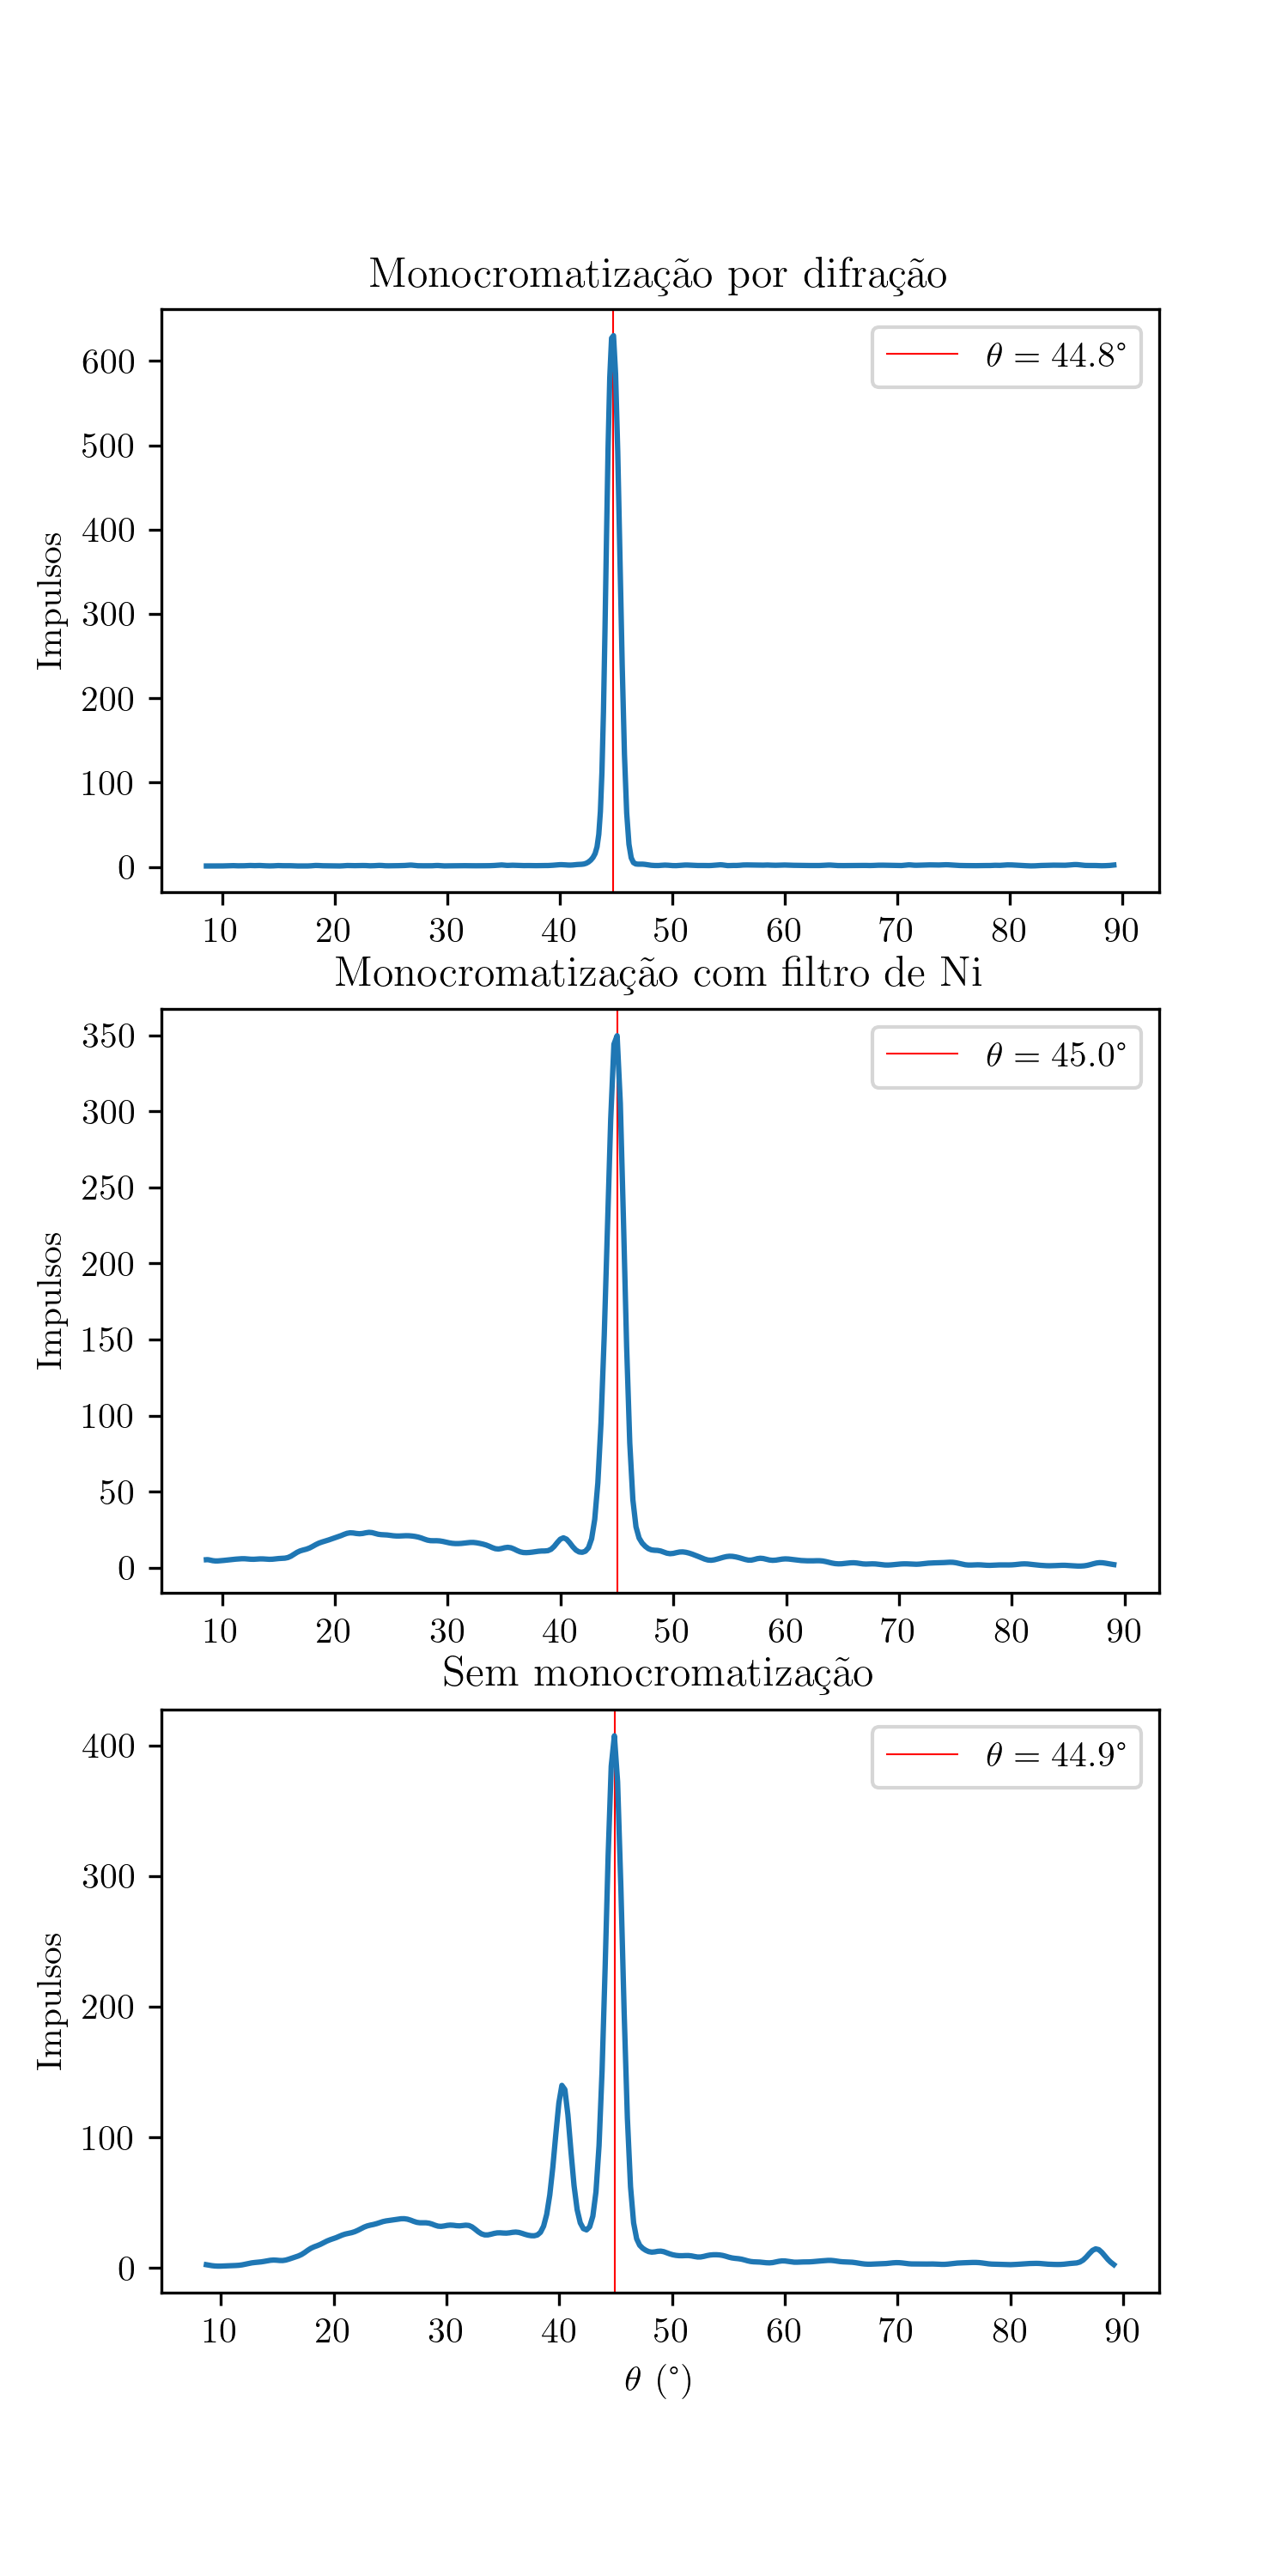 Monocromatização por difração
θ = 44.8°
Impulsos
600
500
400
300
200
100
0
10 20 30 40 50 60 70 80 90
Monocromatização com filtro de Ni
θ = 45.0°
Impulsos
350
300
250
200
150
100
50
0
10 20 30 40 50 60 70 80 90
Sem monocromatização
θ = 44.9°
Impulsos
400
300
200
100
0
10 20 30 40 50 60 70 80 90
θ (°)